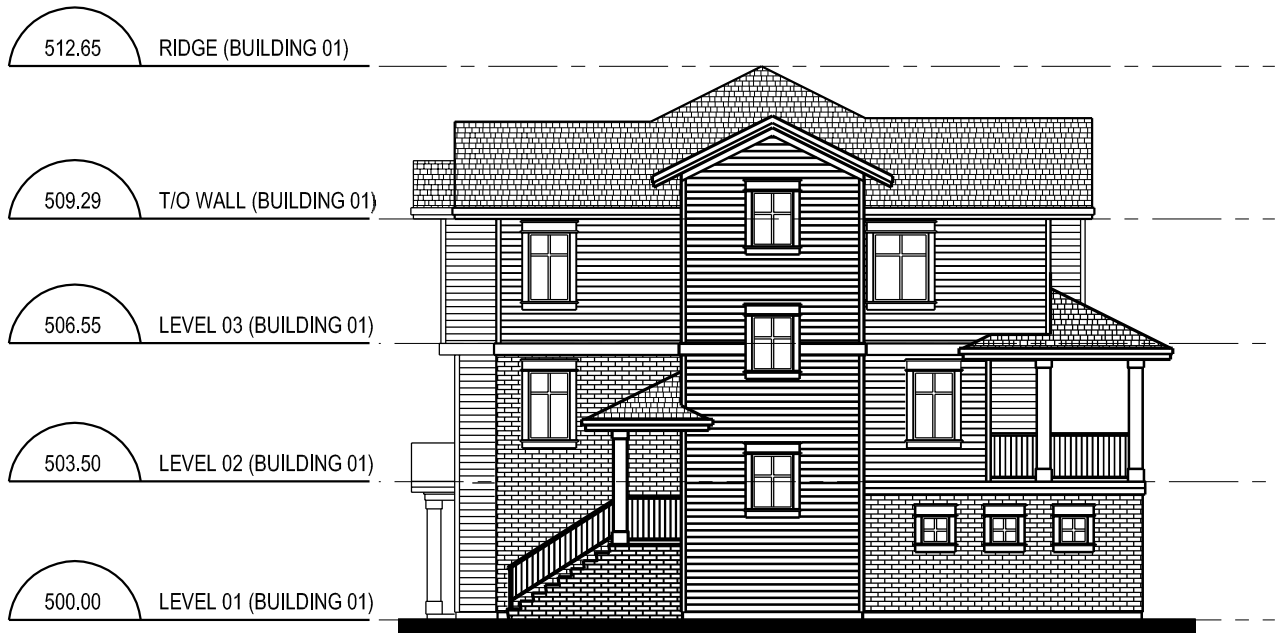 512.65 RIDGE (BUILDING 01)
509.29 T/O WALL (BUILDING 01)
506.55 LEVEL 03 (BUILDING 01)
503.50 LEVEL 02 (BUILDING 01)
500.00 LEVEL 01 (BUILDING 01)